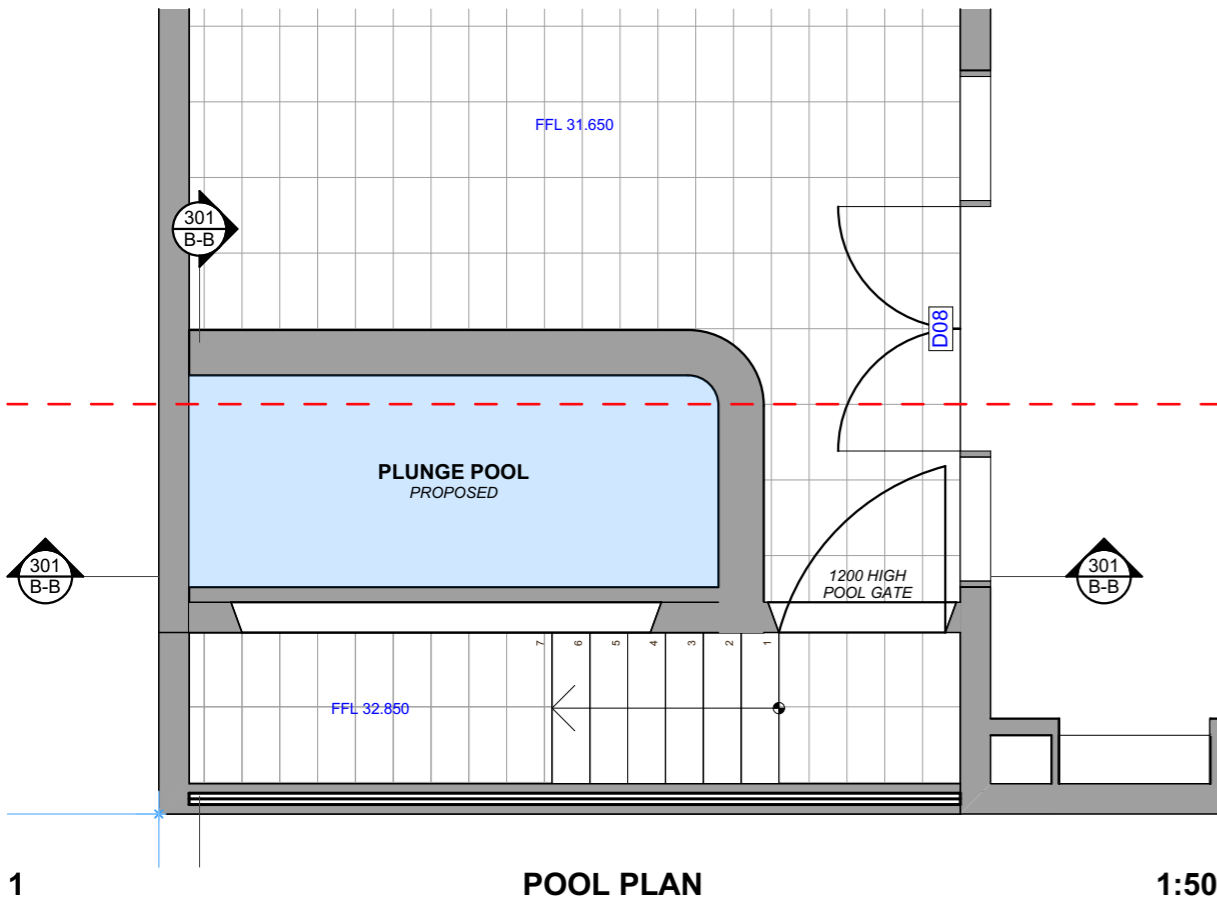 FFL 31.650
301
B-B
D08
PLUNGE POOL
PROPOSED
301
B-B
1200 HIGH
POOL GATE
301
B-B
7 6 5 4 3 2 1
FFL 32.850
1 POOL PLAN 1:50